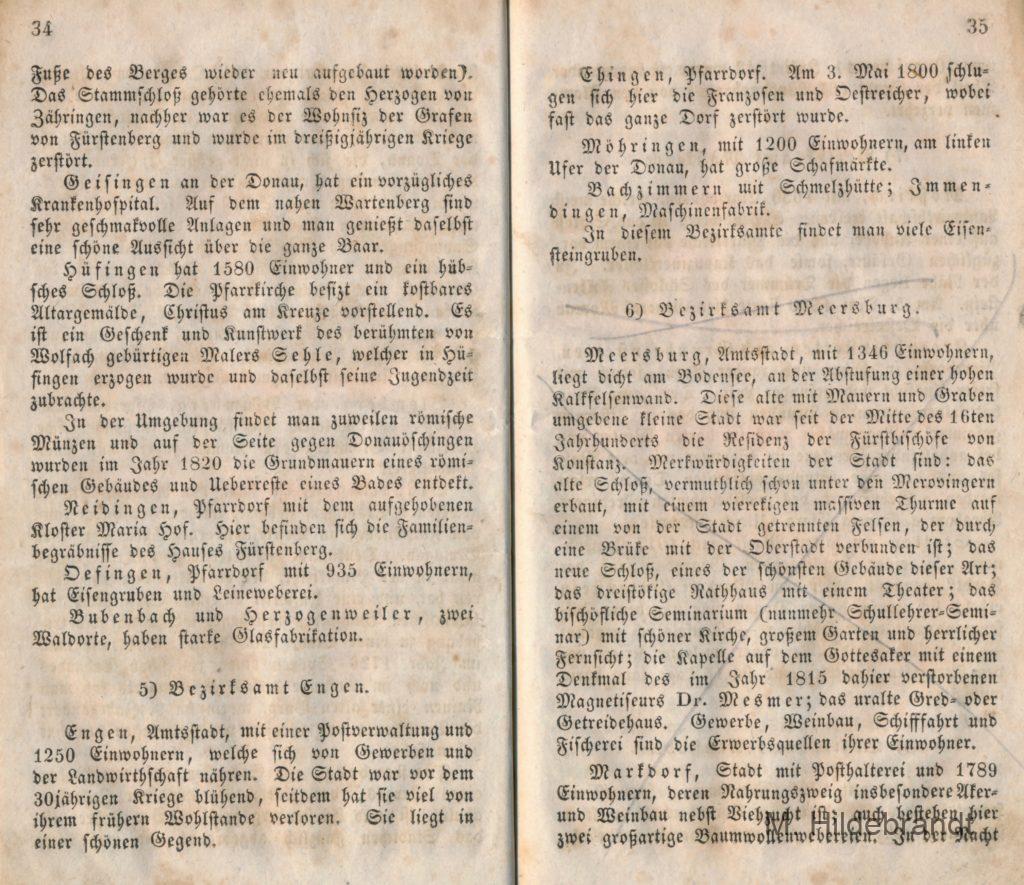 34
Fuße des Berges wieder neu aufgebaut worden).
Das Stammschloß gehörte ehemals den Herzogen von
Zähringen, nachher war es der Wohnsiz der Grafen
von Fürstenberg und wurde im dreißigjährigen Kriege
zerstört.
Geisingen an der Donau, hat ein vorzügliches
Krankenhospital. Auf dem nahen Wartenberg sind
sehr geschmakvolle Anlagen und man genießt daselbst
eine schöne Aussicht über die ganze Baar.
Hüfingen hat 1580 Einwohner und ein hüb-
sches Schloß. Die Pfarrkirche besizt ein kostbares
Altargemälde, Christus am Kreuze vorstellend. Es
ist ein Geschenk und Kunstwerk des berühmten von
Wolfach gebürtigen Malers Sehle, welcher in Hü-
fingen erzogen wurde und daselbst seine Jugendzeit
zubrachte.
In der Umgebung findet man zuweilen römische
Münzen und auf der Seite gegen Donauöschingen
wurden im Jahr 1820 die Grundmauern eines römi-
schen Gebäudes und Ueberreste eines Bades entdekt.
Neidingen, Pfarrdorf mit dem aufgehobenen
Kloster Maria Hof. Hier befinden sich die Familien-
begräbnisse des Hauses Fürstenberg.
Oefingen, Pfarrdorf mit 935 Einwohnern,
hat Eisengruben und Leineweberei.
Bubenbach und Herzogenweiler, zwei
Waldorte, haben starke Glasfabrikation.
5) Bezirksamt Engen.
Engen, Amtsstadt, mit einer Postverwaltung und
1250 Einwohnern, welche sich von Gewerben und
der Landwirthschaft nähren. Die Stadt war vor dem
30jährigen Kriege blühend, seitdem hat sie viel von
ihrem frühern Wohlstande verloren. Sie liegt in
einer schönen Gegend.
35
Ehingen, Pfarrdorf. Am 3. Mai 1800 schlu-
gen sich hier die Franzosen und Oestreicher, wobei
fast das ganze Dorf zerstört wurde.
Möhringen, mit 1200 Einwohnern, am linken
Ufer der Donau, hat große Schafmärkte.
Bachzimmern mit Schmelzhütte; Immen-
dingen, Maschinenfabrik.
In diesem Bezirksamte findet man viele Eisen-
steingruben.
6) Bezirksamt Meersburg.
Meersburg, Amtsstadt, mit 1346 Einwohnern,
liegt dicht am Bodensee, an der Abstufung einer hohen
Kalkfelsenwand. Diese alte mit Mauern und Graben
umgebene kleine Stadt war seit der Mitte des 16ten
Jahrhunderts die Residenz der Fürstbischöfe von
Konstanz. Merkwürdigkeiten der Stadt sind: das
alte Schloß, vermuthlich schon unter den Merovingern
erbaut, mit einem vierekigen massiven Thurme auf
einem von der Stadt getrennten Felsen, der durch
eine Brüke mit der Oberstadt verbunden ist; das
neue Schloß, eines der schönsten Gebäude dieser Art;
das dreistökige Rathhaus mit einem Theater; das
bischöfliche Seminarium (nunmehr Schullehrer-Semi-
nar) mit schöner Kirche, großem Garten und herrlicher
Fernsicht; die Kapelle auf dem Gottesaker mit einem
Denkmal des im Jahr 1815 dahier verstorbenen
Magnetiseurs Dr. Mesmer; das uralte Gred- oder
Getreidehaus. Gewerbe, Weinbau, Schifffahrt und
Fischerei sind die Erwerbsquellen ihrer Einwohner.
Markdorf, Stadt mit Posthalterei und 1789
Einwohnern, deren Nahrungszweig insbesondere Aker-
und Weinbau nebst Viehzucht ist; auch bestehen hier
zwei großartige Baumwollenwebereien. In der Nacht
M. Hildebrandt